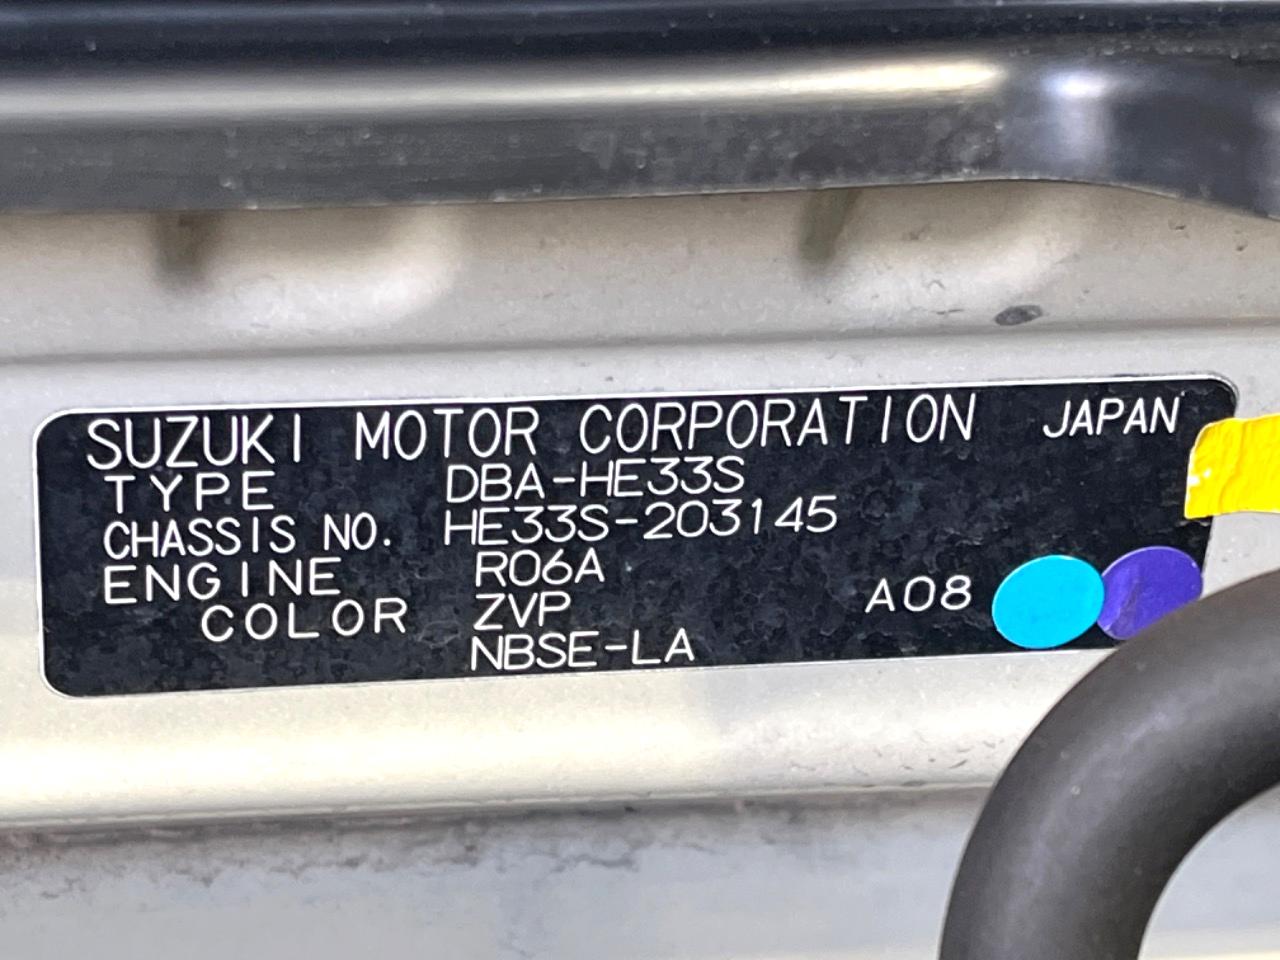 SUZUKI MOTOR CORPORATION JAPAN
TYPE DBA-HE33S
CHASSIS NO. HE33S-203145
ENGINE R06A
COLOR ZVP A08
NBSE-LA